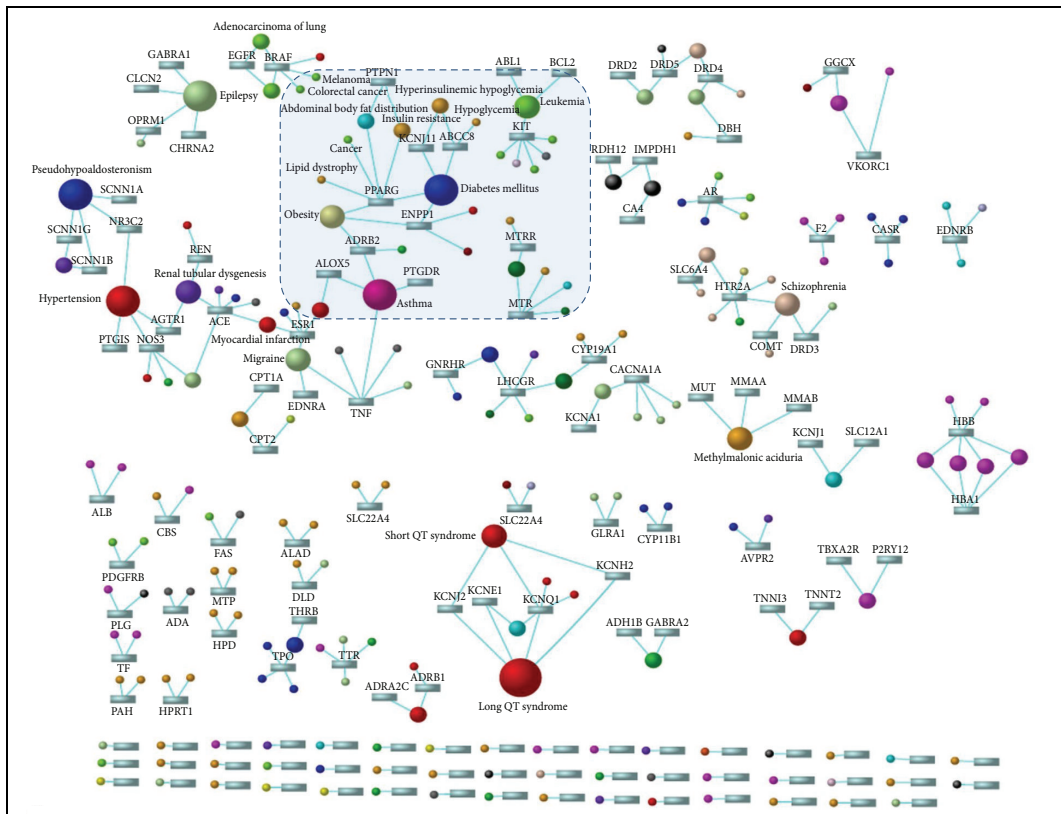 Adenocarcinoma of lung
GABRA1
EGFR
BRAF
CLCN2
Epilepsy
OPRM1
CHRNA2
Melanoma
PTPN1
Colorectal cancer
Hyperinsulinemic hypoglycemia
Abdominal body fat distribution
Hypoglycemia
Insulin resistance
KCNJ11
ABCC8
Cancer
Lipid dystrophy
PPARG
Diabetes mellitus
Obesity
ENPP1
ADRB2
ALOX5
PTGDR
Asthma
ABL1
BCL2
Leukemia
KIT
MTRR
MTR
DRD2
DRD5
DRD4
DBH
GGCX
VKORC1
RDH12
IMPDH1
CA4
AR
F2
CASR
EDNRB
Pseudohypoaldosteronism
SCNN1A
SCNN1G
NR3C2
SCNN1B
REN
Renal tubular dysgenesis
Hypertension
AGTR1
ACE
PTGIS
NOS3
Myocardial infarction
ESR1
Migraine
EDNRA
TNF
CPT1A
CPT2
GNRHR
LHCGR
CYP19A1
CACNA1A
KCNA1
SLC6A4
HTR2A
Schizophrenia
COMT
DRD3
MUT
MMAA
MMAB
Methylmalonic aciduria
KCNJ1
SLC12A1
HBB
HBA1
ALB
CBS
SLC22A4
SLC22A4
GLRA1
CYP11B1
AVPR2
TBXA2R
P2RY12
FAS
ALAD
PDGFRB
MTP
DLD
PLG
ADA
HPD
THRB
TF
TPO
TTR
PAH
HPRT1
Short QT syndrome
KCNH2
KCNJ2
KCNE1
KCNQ1
Long QT syndrome
ADRA2C
ADRB1
ADH1B
GABRA2
TNNI3
TNNT2